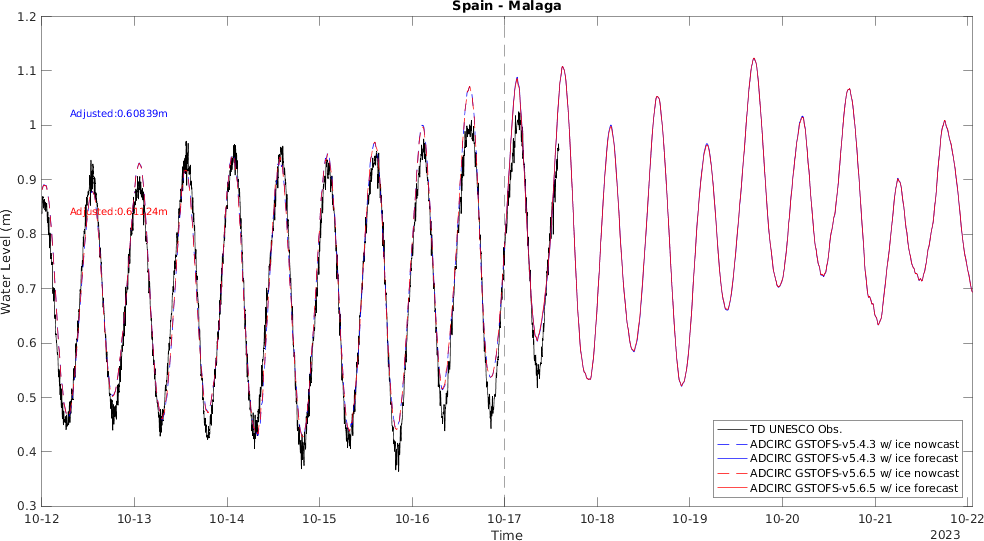 Spain - Malaga
1.2
1.1
1
0.9
0.8
0.7
0.6
0.5
0.4
0.3
Water Level (m)
Adjusted:0.60839m
Adjusted:0.61124m
TD UNESCO Obs.
ADCIRC GSTOFS-v5.4.3 w/ ice nowcast
ADCIRC GSTOFS-v5.4.3 w/ ice forecast
ADCIRC GSTOFS-v5.6.5 w/ ice nowcast
ADCIRC GSTOFS-v5.6.5 w/ ice forecast
10-12 10-13 10-14 10-15 10-16 10-17 10-18 10-19 10-20 10-21 10-22
Time
2023